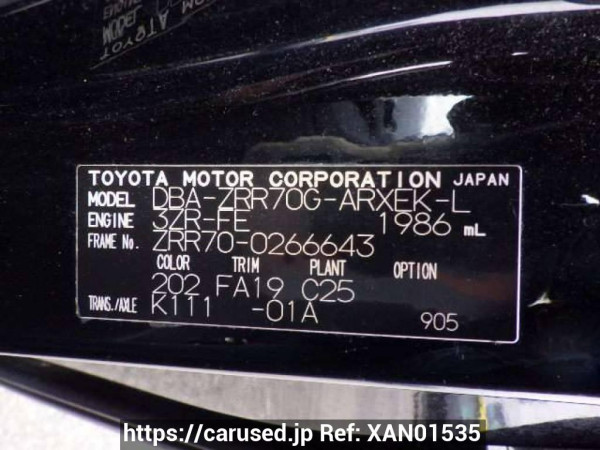 TOYOTA MOTOR CORPORATION JAPAN
MODEL DBA-ZRR70G-ARXEK-L
ENGINE 3ZR-FE 1986 mL
FRAME No. ZRR70-0266643
COLOR TRIM PLANT OPTION
202 FA19 C25
TRANS./AXLE K111 -01A
905
https://carused.jp Ref: XAN01535